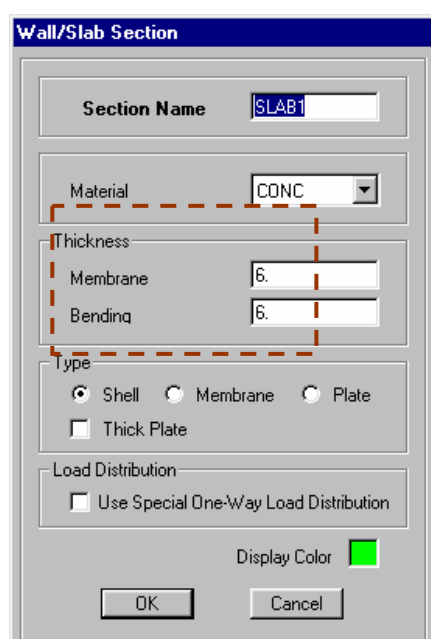 Wall/Slab Section
Section Name SLAB1
Material CONC
Thickness
Membrane 6.
Bending 6.
Type
Shell Membrane Plate
Thick Plate
Load Distribution
Use Special One-Way Load Distribution
Display Color
OK Cancel